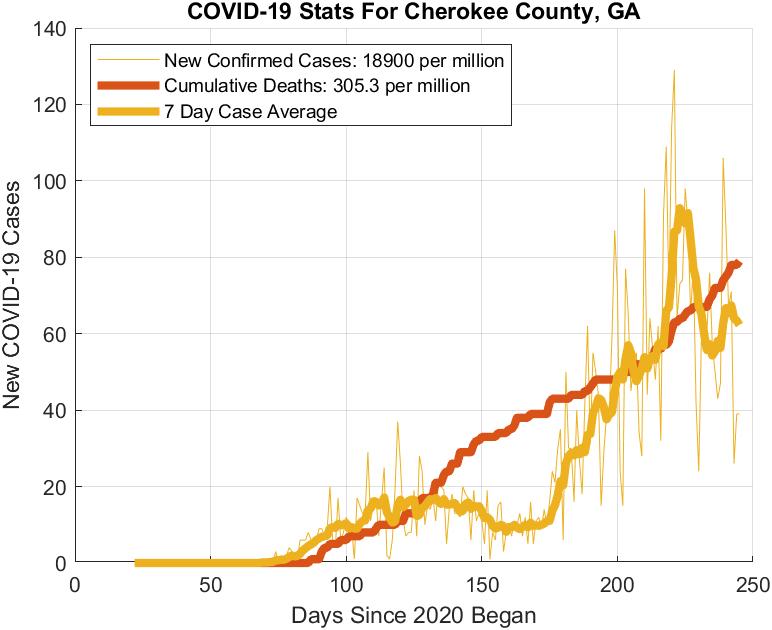 COVID-19 Stats For Cherokee County, GA
140
120
100
80
60
40
20
0
New Confirmed Cases: 18900 per million
Cumulative Deaths: 305.3 per million
7 Day Case Average
New COVID-19 Cases
0 50 100 150 200 250
Days Since 2020 Began